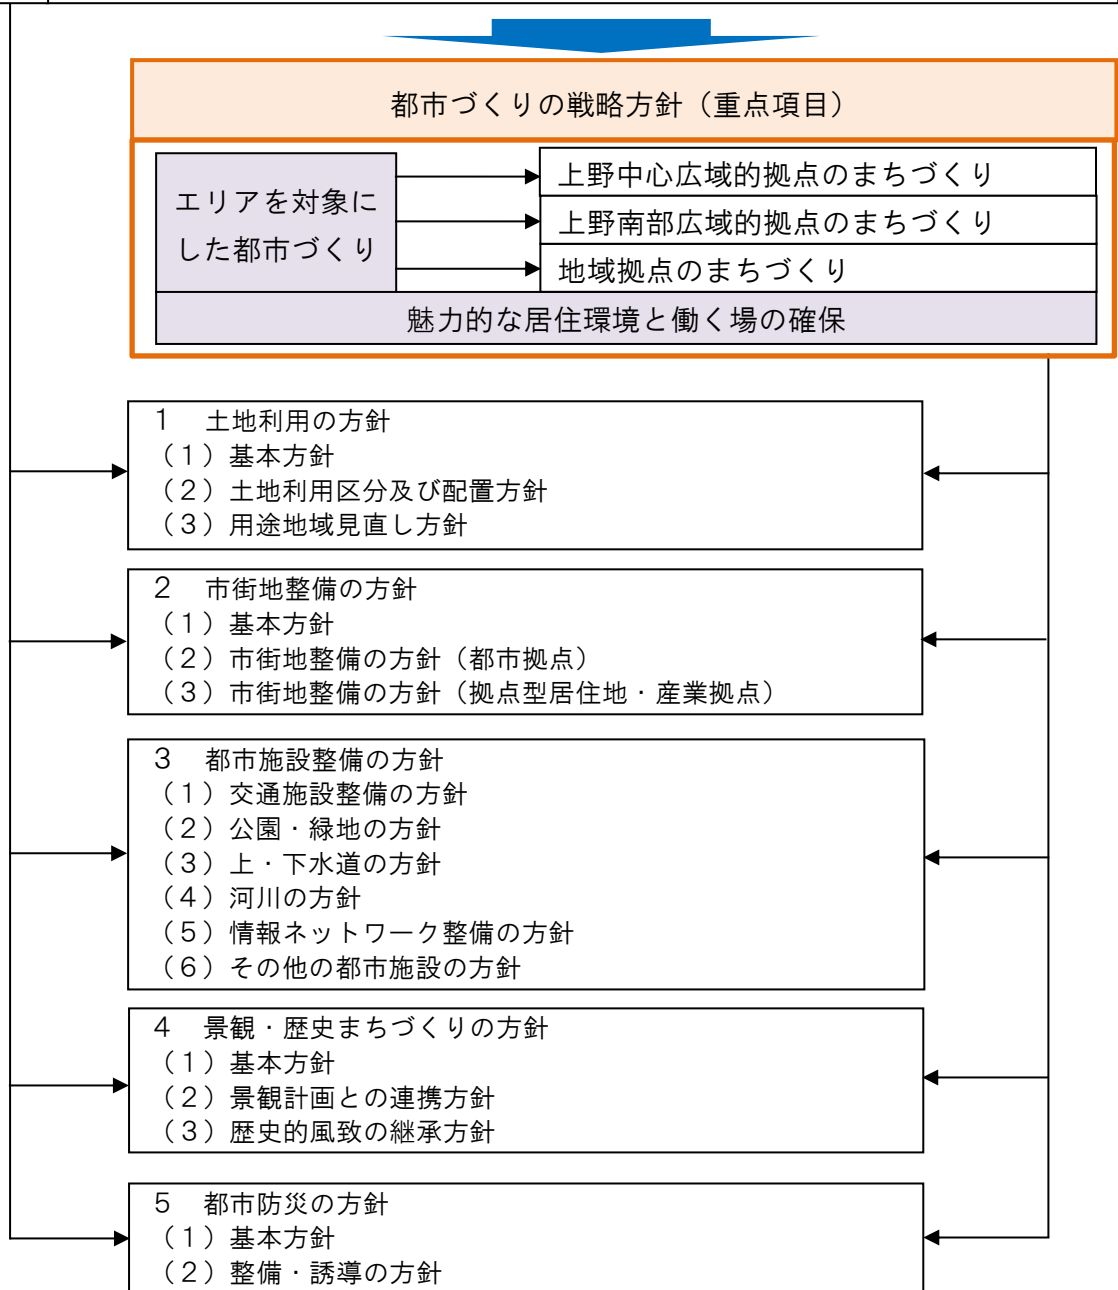 都市づくりの戦略方針（重点項目）
エリアを対象に
した都市づくり
上野中心広域的拠点のまちづくり
上野南部広域的拠点のまちづくり
地域拠点のまちづくり
魅力的な居住環境と働く場の確保
１　土地利用の方針
（１）基本方針
（２）土地利用区分及び配置方針
（３）用途地域見直し方針
２　市街地整備の方針
（１）基本方針
（２）市街地整備の方針（都市拠点）
（３）市街地整備の方針（拠点型居住地・産業拠点）
３　都市施設整備の方針
（１）交通施設整備の方針
（２）公園・緑地の方針
（３）上・下水道の方針
（４）河川の方針
（５）情報ネットワーク整備の方針
（６）その他の都市施設の方針
４　景観・歴史まちづくりの方針
（１）基本方針
（２）景観計画との連携方針
（３）歴史的風致の継承方針
５　都市防災の方針
（１）基本方針
（２）整備・誘導の方針